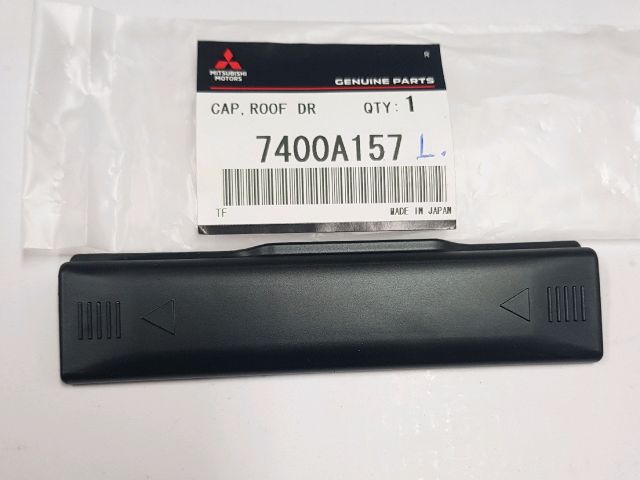 MITSUBISHI
MOTORS
GENUINE PARTS
CAP,ROOF DR QTY:1
7400A157 L.
TF MADE IN JAPAN